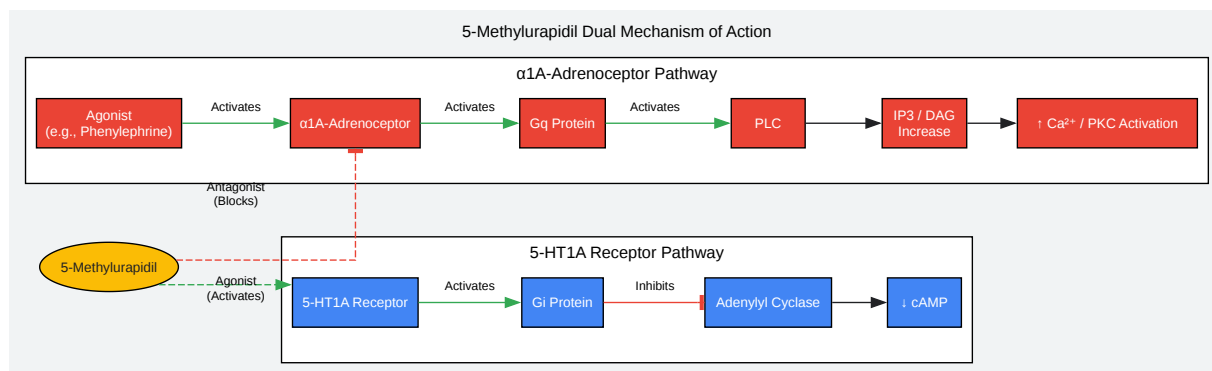 5-Methylurapidil Dual Mechanism of Action
α1A-Adrenoceptor Pathway
Agonist
(e.g., Phenylephrine)
Activates
α1A-Adrenoceptor
Activates
Gq Protein
Activates
PLC
IP3 / DAG
Increase
↑ Ca²⁺ / PKC Activation
Antagonist
(Blocks)
5-Methylurapidil
Agonist
(Activates)
5-HT1A Receptor Pathway
5-HT1A Receptor
Activates
Gi Protein
Inhibits
Adenylyl Cyclase
↓ cAMP